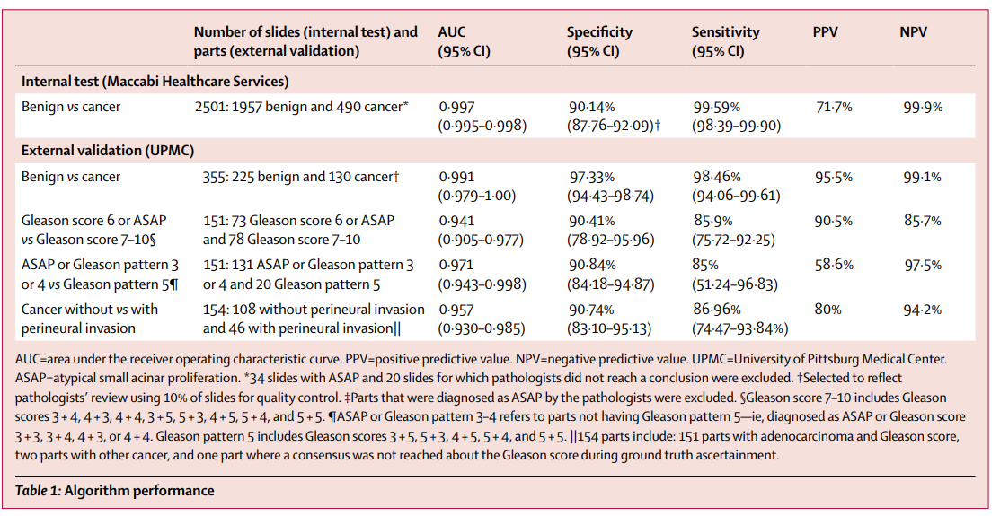 Number of slides (internal test) and parts (external validation) AUC (95% CI) Specificity (95% CI) Sensitivity (95% CI) PPV NPV
Internal test (Maccabi Healthcare Services)
Benign vs cancer 2501: 1957 benign and 490 cancer* 0·997 90·14% 99·59% 71·7% 99·9%
(0·995–0·998) (87·76–92·09)† (98·39–99·90)
External validation (UPMC)
Benign vs cancer 355: 225 benign and 130 cancer‡ 0·991 97·33% 98·46% 95·5% 99·1%
(0·979–1·00) (94·43–98·74) (94·06–99·61)
Gleason score 6 or ASAP 151: 73 Gleason score 6 or ASAP 0·941 90·41% 85·9% 90·5% 85·7%
vs Gleason score 7–10§ and 78 Gleason score 7–10 (0·905–0·977) (78·92–95·96) (75·72–92·25)
ASAP or Gleason pattern 3 151: 131 ASAP or Gleason pattern 3 0·971 90·84% 85% 58·6% 97·5%
or 4 vs Gleason pattern 5¶ or 4 and 20 Gleason pattern 5 (0·943–0·998) (84·18–94·87) (51·24–96·83)
Cancer without vs with 154: 108 without perineural invasion 0·957 90·74% 86·96% 80% 94·2%
perineural invasion and 46 with perineural invasion|| (0·930–0·985) (83·10–95·13) (74·47–93·84%)
AUC=area under the receiver operating characteristic curve. PPV=positive predictive value. NPV=negative predictive value. UPMC=University of Pittsburg Medical Center.
ASAP=atypical small acinar proliferation. *34 slides with ASAP and 20 slides for which pathologists did not reach a conclusion were excluded. †Selected to reflect
pathologists’ review using 10% of slides for quality control. ‡Parts that were diagnosed as ASAP by the pathologists were excluded. §Gleason score 7–10 includes Gleason
scores 3 + 4, 4 + 3, 4 + 4, 3 + 5, 5 + 3, 4 + 5, 5 + 4, and 5 + 5. ¶ASAP or Gleason pattern 3–4 refers to parts not having Gleason pattern 5—ie, diagnosed as ASAP or Gleason score
3 + 3, 3 + 4, 4 + 3, or 4 + 4. Gleason pattern 5 includes Gleason scores 3 + 5, 5 + 3, 4 + 5, 5 + 4, and 5 + 5. ||154 parts include: 151 parts with adenocarcinoma and Gleason score,
two parts with other cancer, and one part where a consensus was not reached about the Gleason score during ground truth ascertainment.
Table 1: Algorithm performance